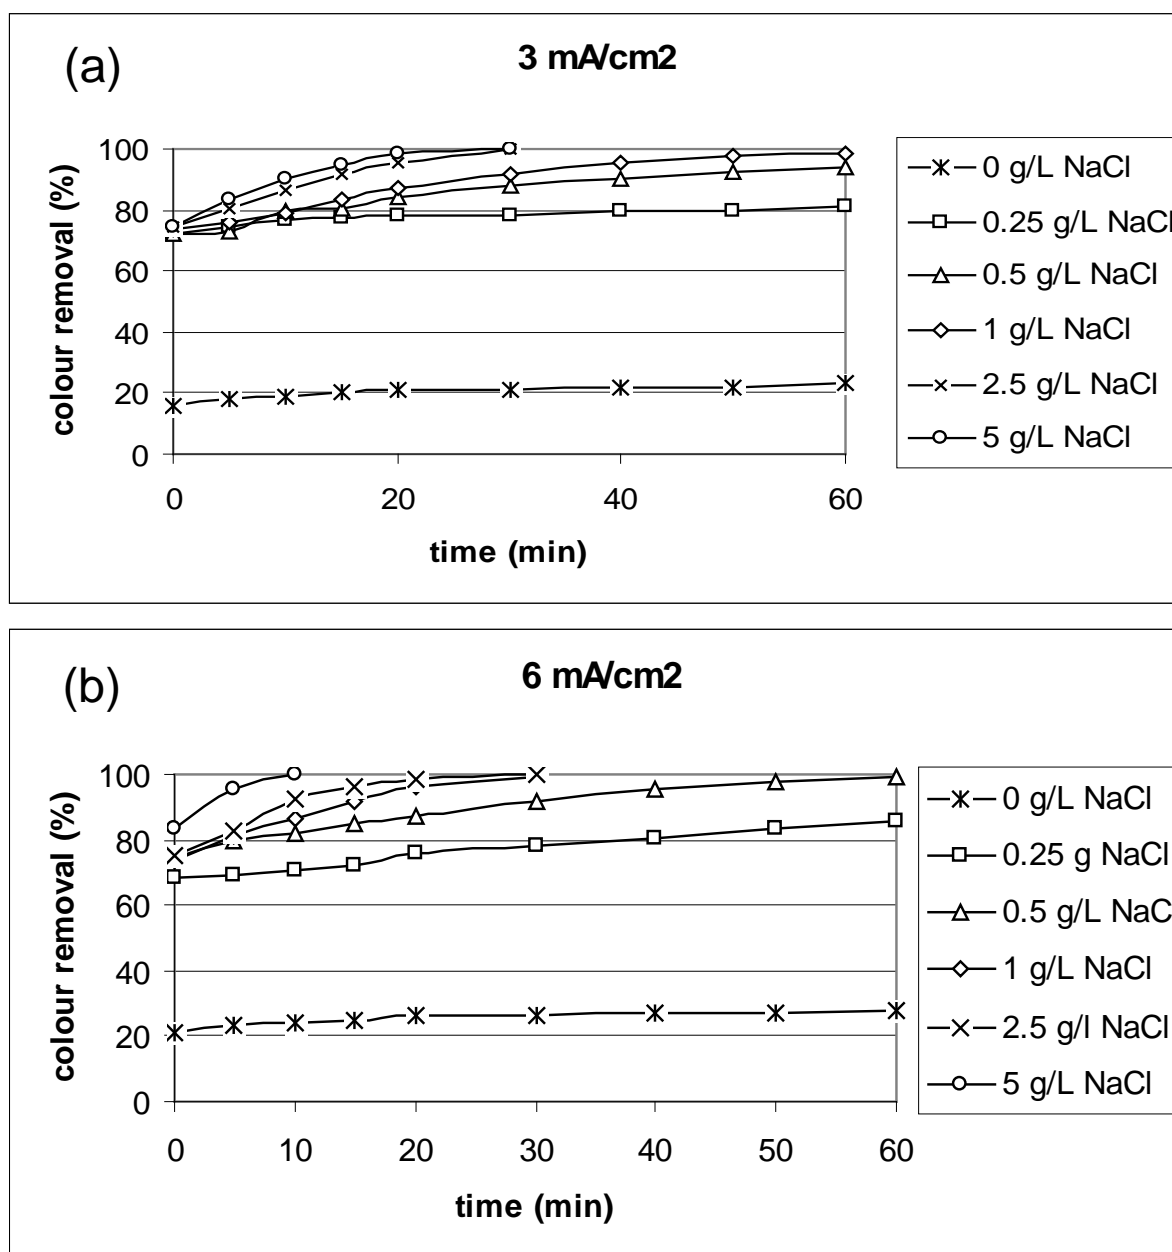 (a)
3 mA/cm2
colour removal (%)
100
80
60
40
20
0
0 20 40 60
time (min)
0 g/L NaCl
0.25 g/L NaCl
0.5 g/L NaCl
1 g/L NaCl
2.5 g/L NaCl
5 g/L NaCl
(b)
6 mA/cm2
colour removal (%)
100
80
60
40
20
0
0 10 20 30 40 50 60
time (min)
0 g/L NaCl
0.25 g NaCl
0.5 g/L NaC
1 g/L NaCl
2.5 g/l NaCl
5 g/L NaCl